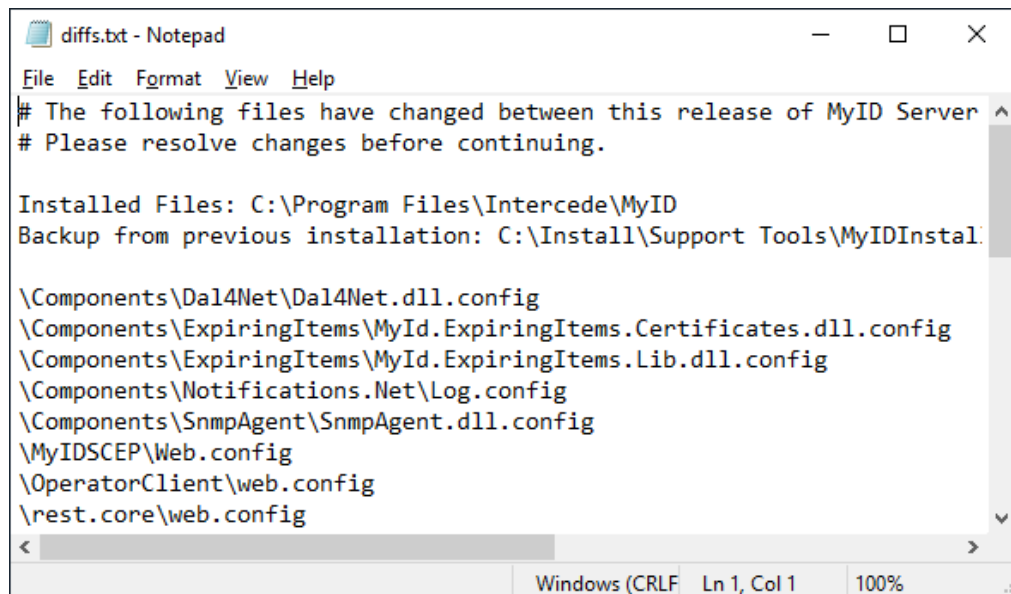 diffs.txt - Notepad
File Edit Format View Help
# The following files have changed between this release of MyID Server
# Please resolve changes before continuing.
Installed Files: C:\Program Files\Intercede\MyID
Backup from previous installation: C:\Install\Support Tools\MyIDInstal
\Components\Dal4Net\Dal4Net.dll.config
\Components\ExpiringItems\MyId.ExpiringItems.Certificates.dll.config
\Components\ExpiringItems\MyId.ExpiringItems.Lib.dll.config
\Components\Notifications.Net\Log.config
\Components\SnmpAgent\SnmpAgent.dll.config
\MyIDSCEP\Web.config
\OperatorClient\web.config
\rest.core\web.config
Windows (CRLF Ln 1, Col 1 100%